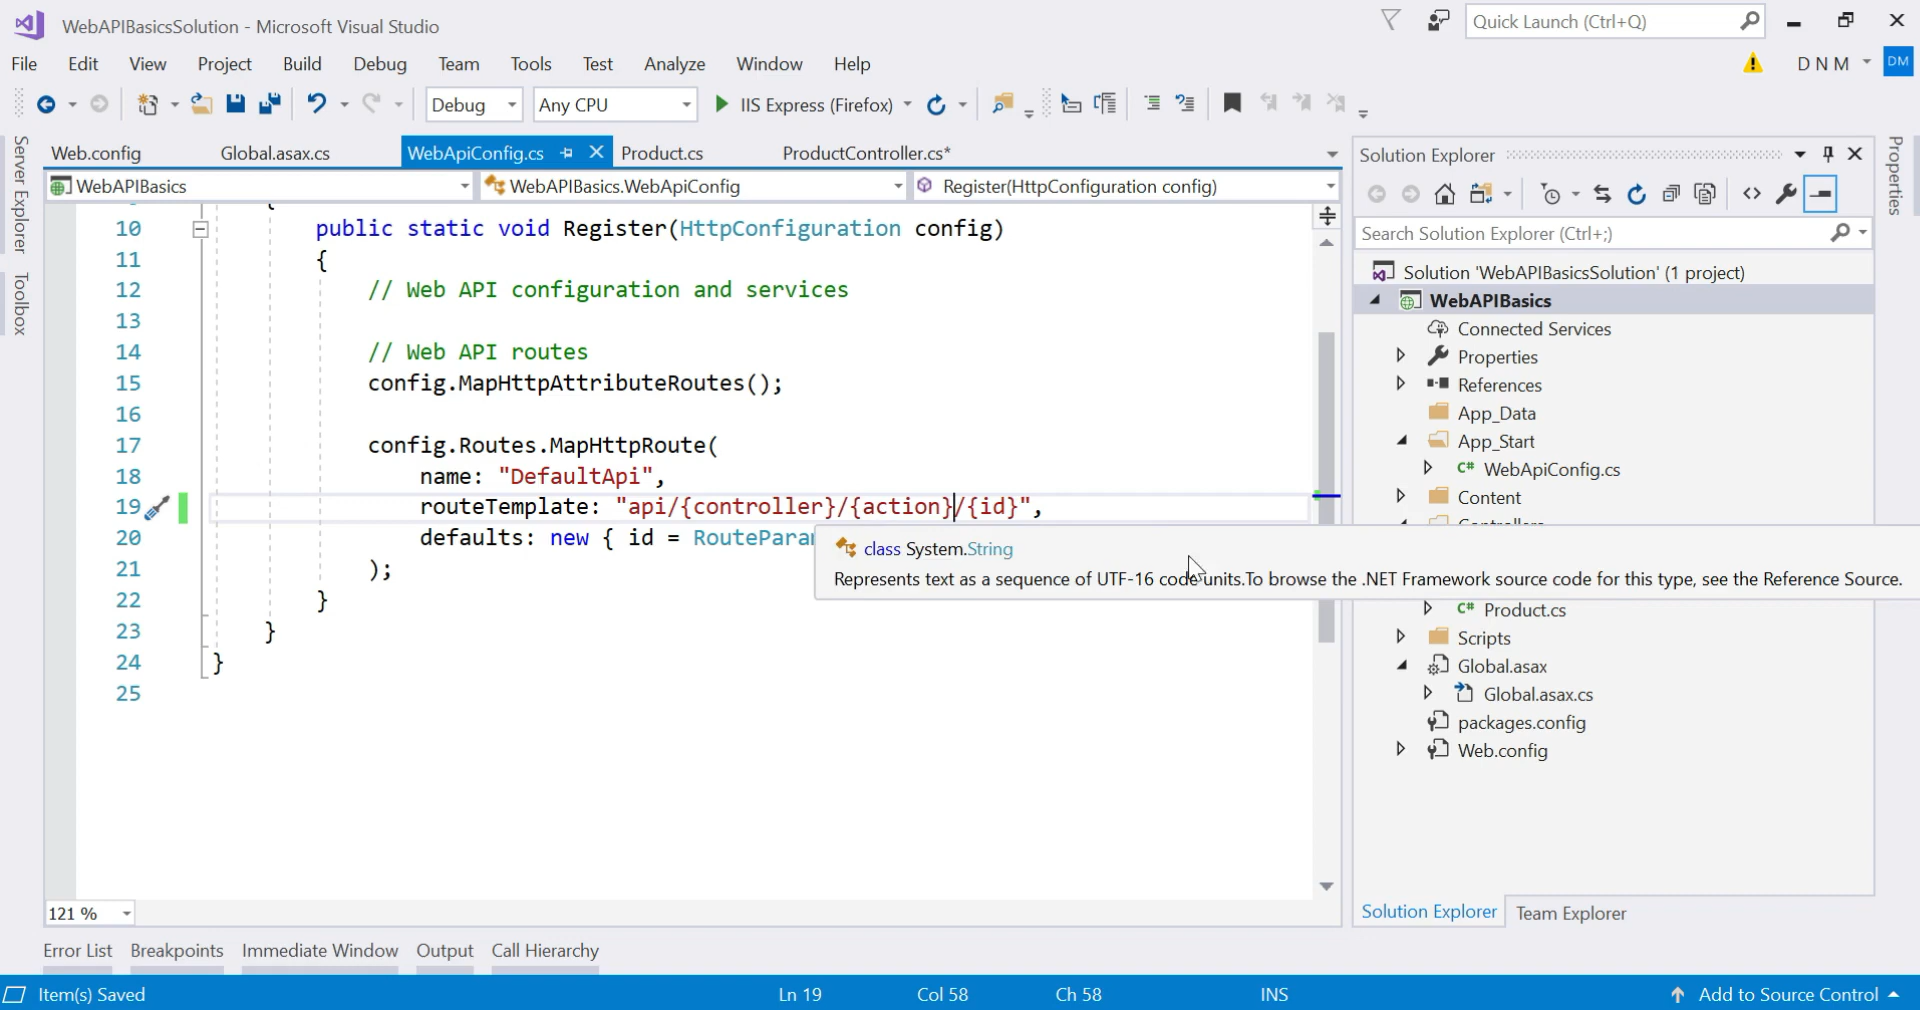 WebAPIBasicsSolution - Microsoft Visual Studio
Quick Launch (Ctrl+Q)
File Edit View Project Build Debug Team Tools Test Analyze Window Help
D N M DM
Debug Any CPU IIS Express (Firefox)
Server Explorer
Toolbox
Web.config Global.asax.cs WebApiConfig.cs Product.cs ProductController.cs*
WebAPIBasics WebAPIBasics.WebApiConfig Register(HttpConfiguration config)
{
10 public static void Register(HttpConfiguration config)
11 {
12 // Web API configuration and services
13
14 // Web API routes
15 config.MapHttpAttributeRoutes();
16
17 config.Routes.MapHttpRoute(
18 name: "DefaultApi",
19 routeTemplate: "api/{controller}/{action}/{id}",
20 defaults: new { id = RoutePara
class System.String
Represents text as a sequence of UTF-16 code units.To browse the .NET Framework source code for this type, see the Reference Source.
21 );
22 }
23 }
24 }
25
121 %
Solution Explorer
Properties
Search Solution Explorer (Ctrl+;)
Solution 'WebAPIBasicsSolution' (1 project)
WebAPIBasics
Connected Services
Properties
References
App_Data
App_Start
C# WebApiConfig.cs
Content
Controllers
C# Product.cs
Scripts
Global.asax
Global.asax.cs
packages.config
Web.config
Solution Explorer Team Explorer
Error List Breakpoints Immediate Window Output Call Hierarchy
Item(s) Saved Ln 19 Col 58 Ch 58 INS Add to Source Control